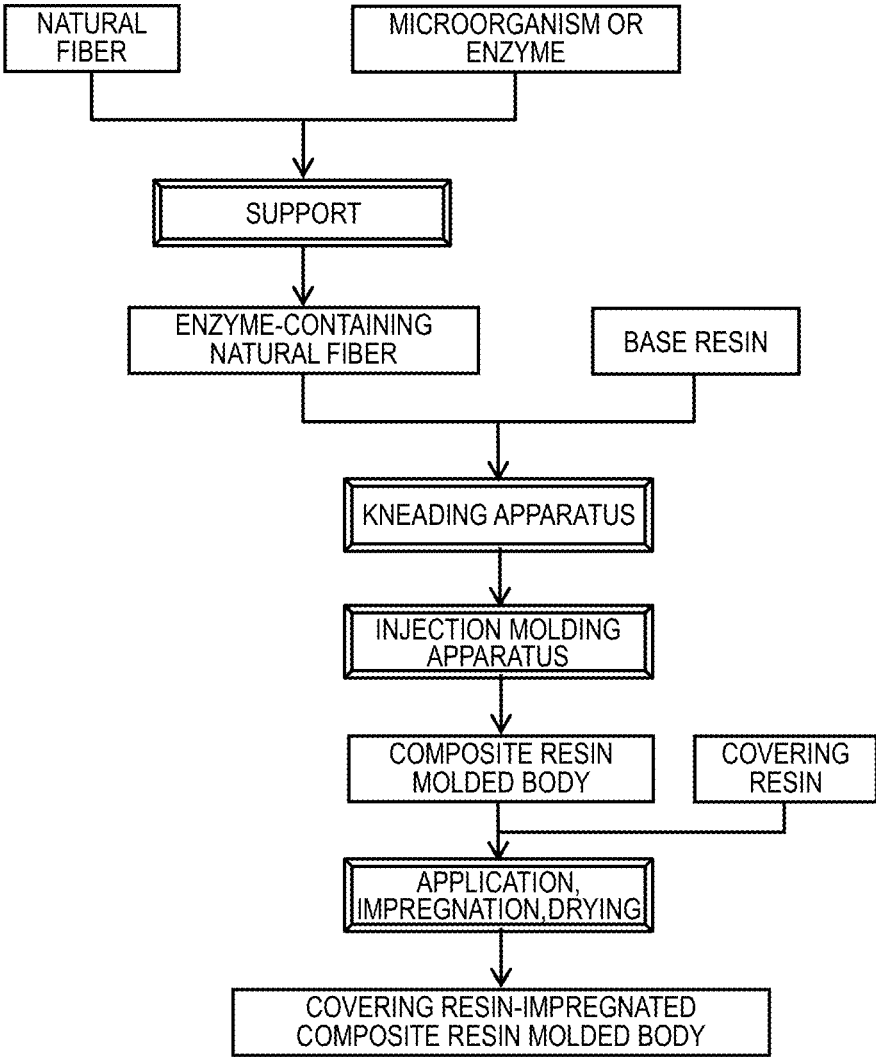 NATURAL
FIBER
MICROORGANISM OR
ENZYME
SUPPORT
ENZYME-CONTAINING
NATURAL FIBER
BASE RESIN
KNEADING APPARATUS
INJECTION MOLDING
APPARATUS
COMPOSITE RESIN
MOLDED BODY
COVERING
RESIN
APPLICATION,
IMPREGNATION,DRYING
COVERING RESIN-IMPREGNATED
COMPOSITE RESIN MOLDED BODY